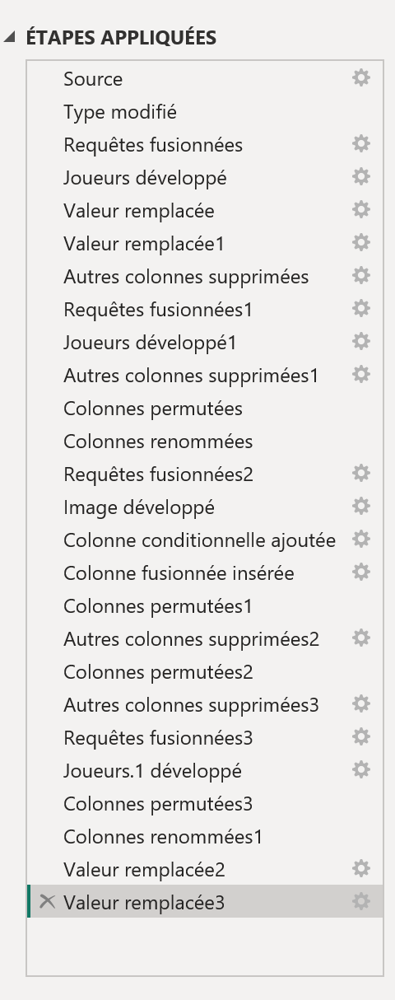 ÉTAPES APPLIQUÉES
Source
Type modifié
Requêtes fusionnées
Joueurs développé
Valeur remplacée
Valeur remplacée1
Autres colonnes supprimées
Requêtes fusionnées1
Joueurs développé1
Autres colonnes supprimées1
Colonnes permutées
Colonnes renommées
Requêtes fusionnées2
Image développé
Colonne conditionnelle ajoutée
Colonne fusionnée insérée
Colonnes permutées1
Autres colonnes supprimées2
Colonnes permutées2
Autres colonnes supprimées3
Requêtes fusionnées3
Joueurs.1 développé
Colonnes permutées3
Colonnes renommées1
Valeur remplacée2
Valeur remplacée3